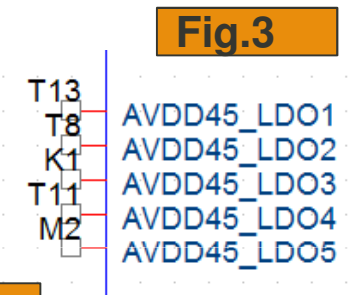 Fig.3
T13 AVDD45_LDO1
T8 AVDD45_LDO2
K1 AVDD45_LDO3
T11 AVDD45_LDO4
M2 AVDD45_LDO5